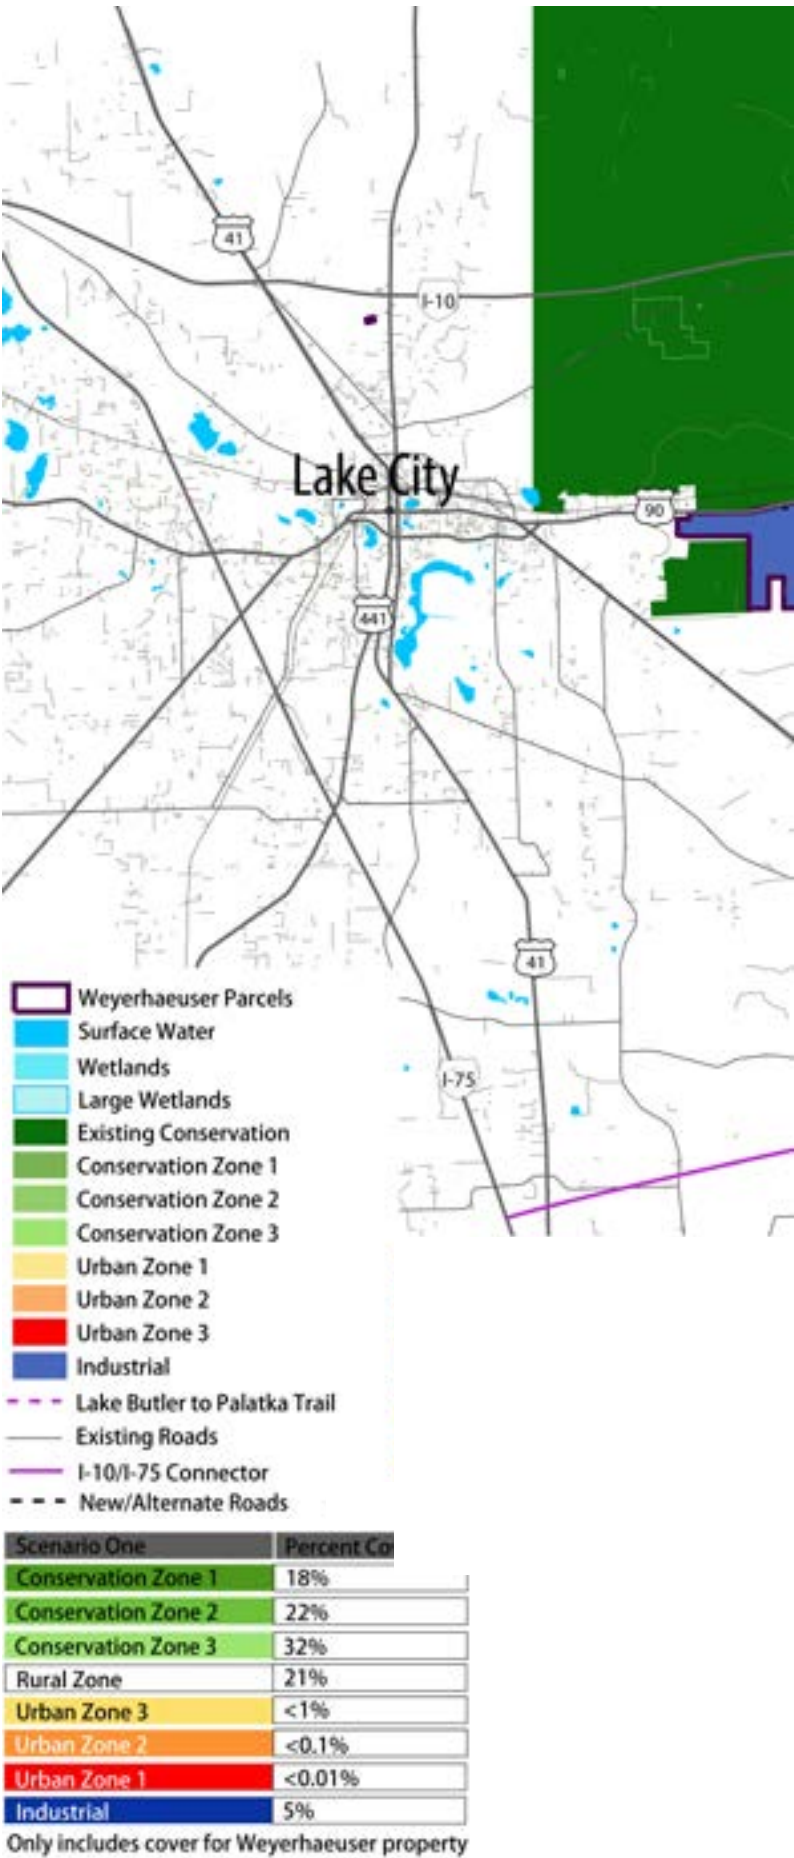 41
I-10
Lake City
90
441
41
I-75
Weyerhaeuser Parcels
Surface Water
Wetlands
Large Wetlands
Existing Conservation
Conservation Zone 1
Conservation Zone 2
Conservation Zone 3
Urban Zone 1
Urban Zone 2
Urban Zone 3
Industrial
Lake Butler to Palatka Trail
Existing Roads
I-10/I-75 Connector
New/Alternate Roads
Scenario One Percent Co
Conservation Zone 1 18%
Conservation Zone 2 22%
Conservation Zone 3 32%
Rural Zone 21%
Urban Zone 3 <1%
Urban Zone 2 <0.1%
Urban Zone 1 <0.01%
Industrial 5%
Only includes cover for Weyerhaeuser property